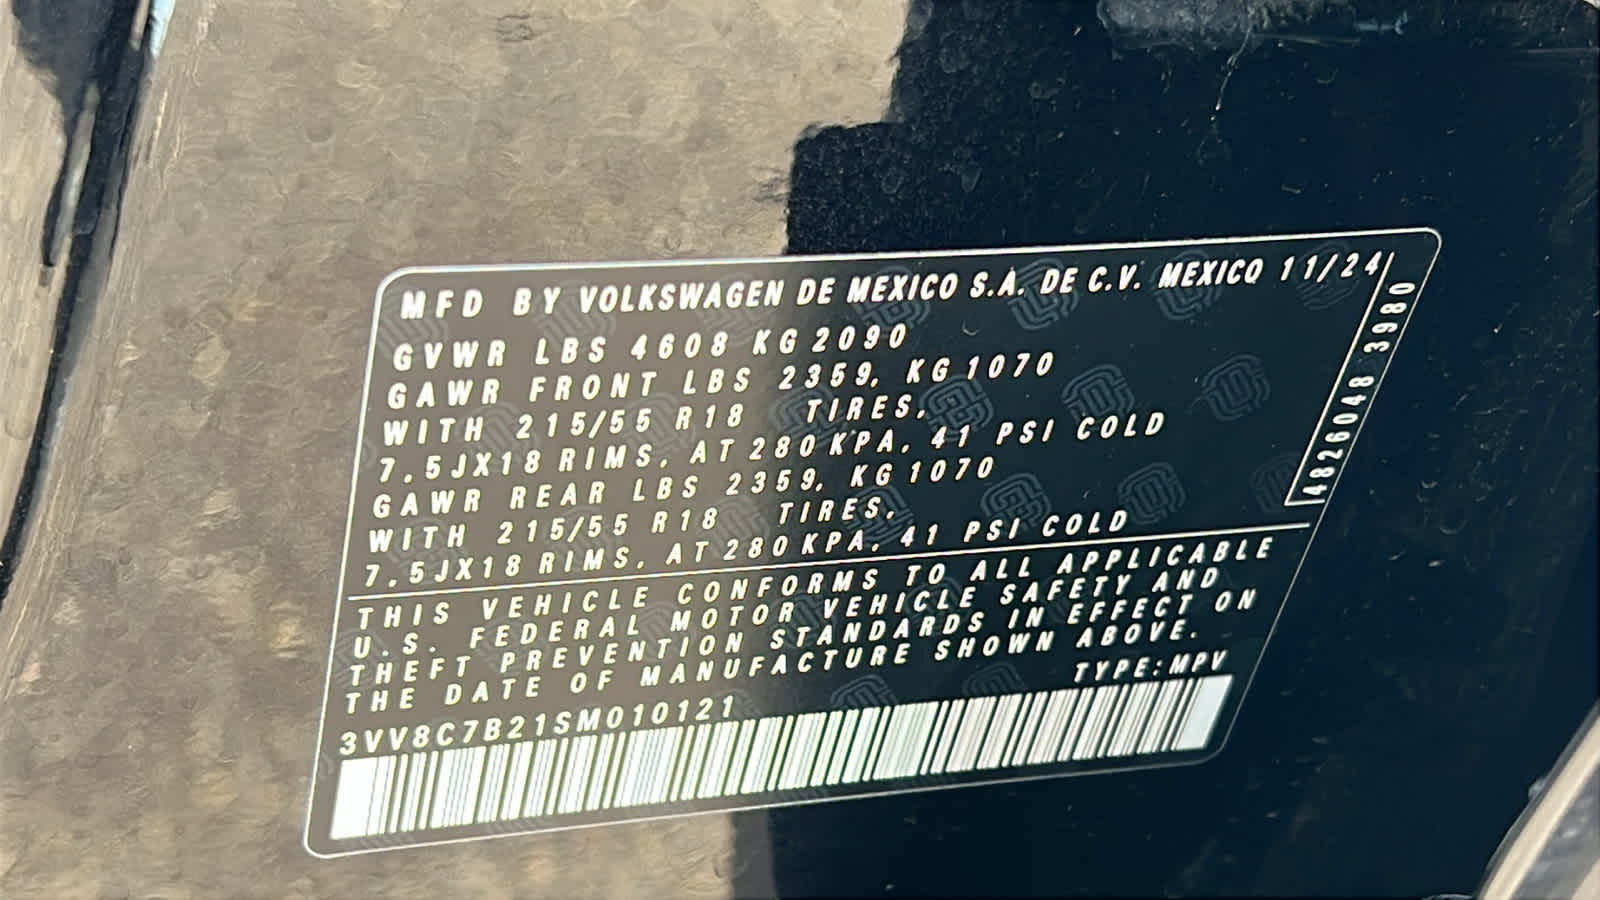 MFD BY VOLKSWAGEN DE MEXICO S.A. DE C.V. MEXICO 11/24
GVWR LBS 4608 KG 2090
GAWR FRONT LBS 2359, KG 1070
WITH 215/55 R18 TIRES,
7.5JX18 RIMS, AT 280 KPA, 41 PSI COLD
GAWR REAR LBS 2359, KG 1070
WITH 215/55 R18 TIRES,
7.5JX18 RIMS, AT 280 KPA, 41 PSI COLD
4826048 3980
THIS VEHICLE CONFORMS TO ALL APPLICABLE
U.S. FEDERAL MOTOR VEHICLE SAFETY AND
THEFT PREVENTION STANDARDS IN EFFECT ON
THE DATE OF MANUFACTURE SHOWN ABOVE.
TYPE: MPV
3VV8C7B21SM010121